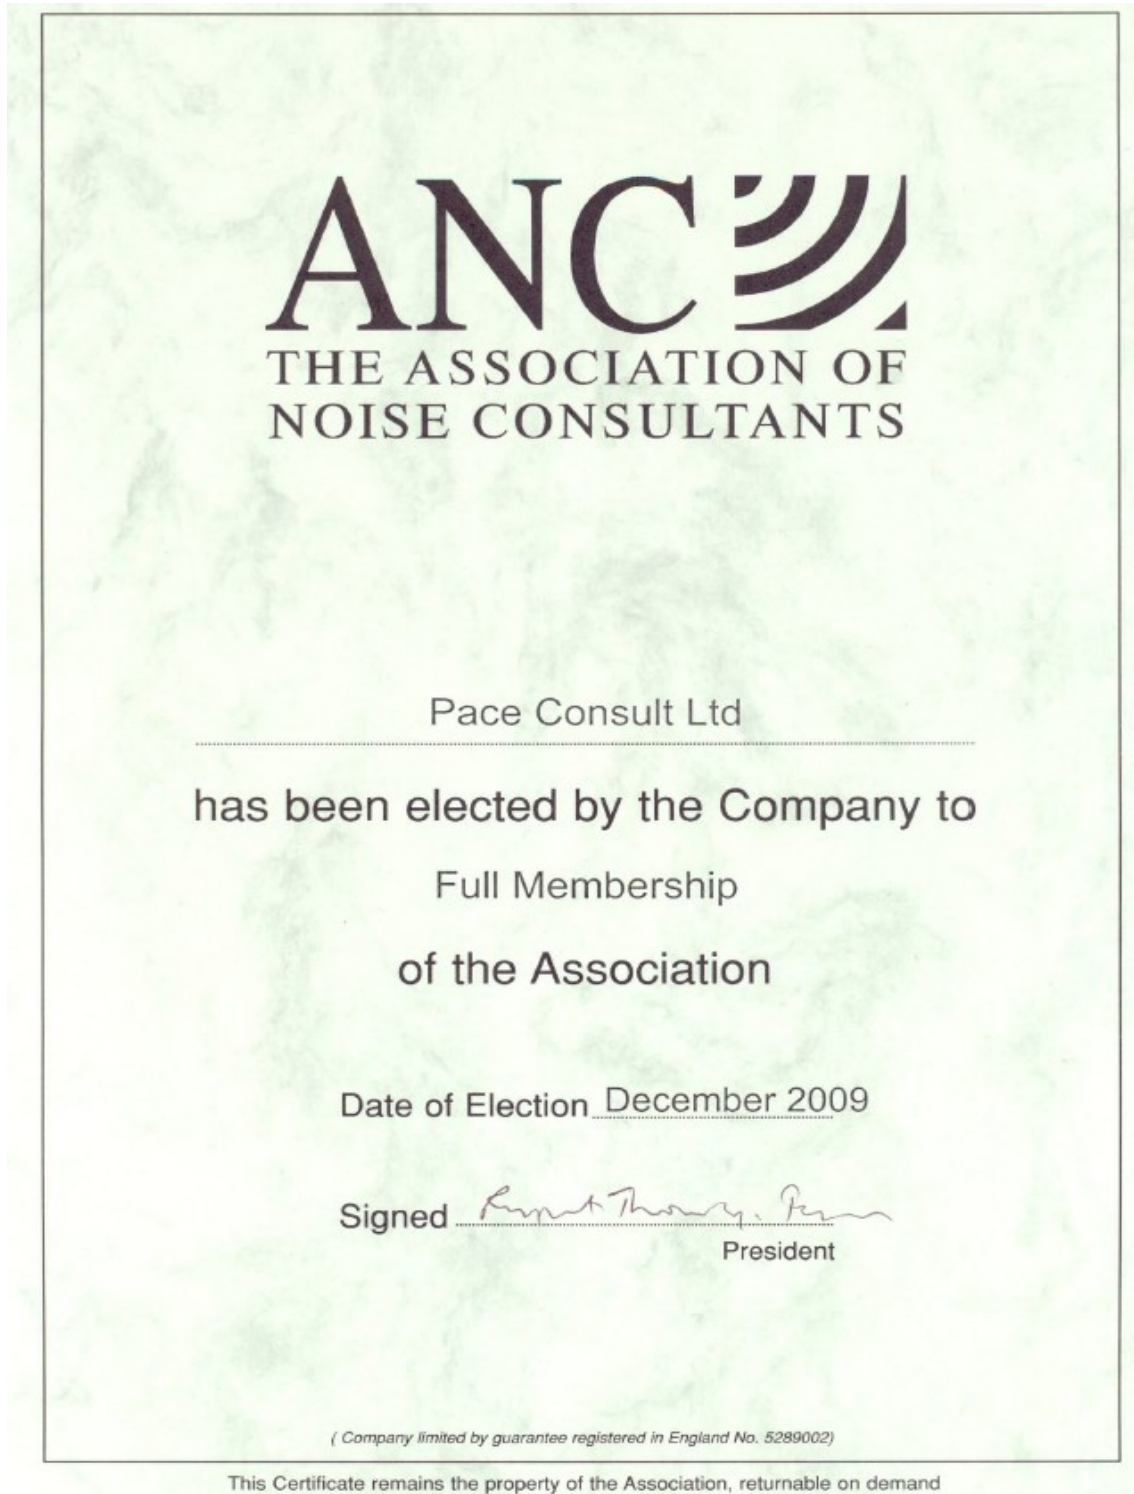 ANC
THE ASSOCIATION OF
NOISE CONSULTANTS
Pace Consult Ltd
has been elected by the Company to
Full Membership
of the Association
Date of Election December 2009
Signed
President
( Company limited by guarantee registered in England No. 5289002)
This Certificate remains the property of the Association, returnable on demand